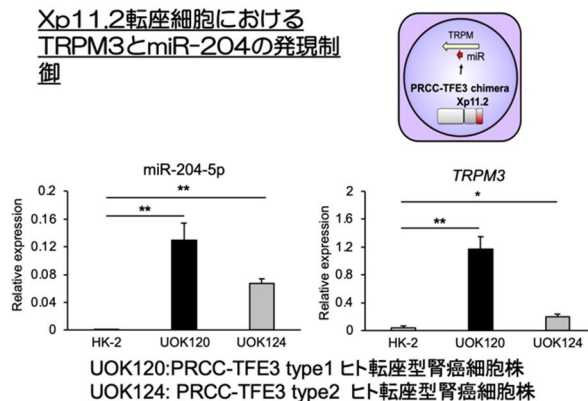 Xp11.2転座細胞における
TRPM3とmiR-204の発現制
御
TRPM
miR
PRCC-TFE3 chimera
Xp11.2
miR-204-5p
Relative expression
0.2
0.16
0.12
0.08
0.04
0
**
**
HK-2 UOK120 UOK124
TRPM3
Relative expression
2
1.6
1.2
0.8
0.4
0
*
**
HK-2 UOK120 UOK124
UOK120:PRCC-TFE3 type1 ヒト転座型腎癌細胞株
UOK124: PRCC-TFE3 type2 ヒト転座型腎癌細胞株